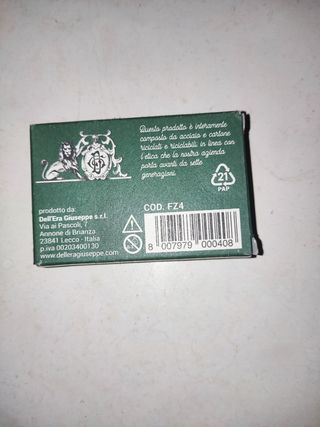 Questo prodotto è interamente
composto da acciaio e cartone
riciclati e riciclabili in linea con
l'etica che la nostra azienda
porta avanti da sette
generazioni.
21
PAP
prodotto da:
Dell'Era Giuseppe s.r.l.
Via ai Pascoli, 1
Annone di Brianza
23841 Lecco - Italia
p.iva 00203400130
www.delleragiuseppe.com
COD. FZ4
8 007979 000408